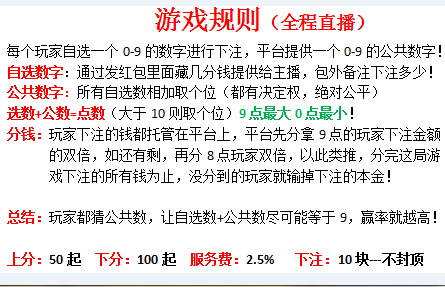 游戏规则（全程直播）
每个玩家自选一个 0-9 的数字进行下注，平台提供一个 0-9 的公共数字！
自选数字：通过发红包里面藏几分钱提供给主播，包外备注下注多少！
公共数字：所有自选数字相加取个位（都有决定权，绝对公平）
选数+公数=点数（大于 10 则取个位）9 点最大 0 点最小！
分钱：玩家下注的钱都托管在平台上，平台先分拿 9 点的玩家下注金额
的双倍，如还有剩，再分 8 点玩家双倍，以此类推，分完这局游
戏下注的所有钱为止，没分到的玩家就输掉下注的本金！
总结：玩家都猜公共数，让自选数+公共数尽可能等于 9，赢率就越高！
上分：50 起 下分：100 起 服务费：2.5% 下注：10 块---不封顶